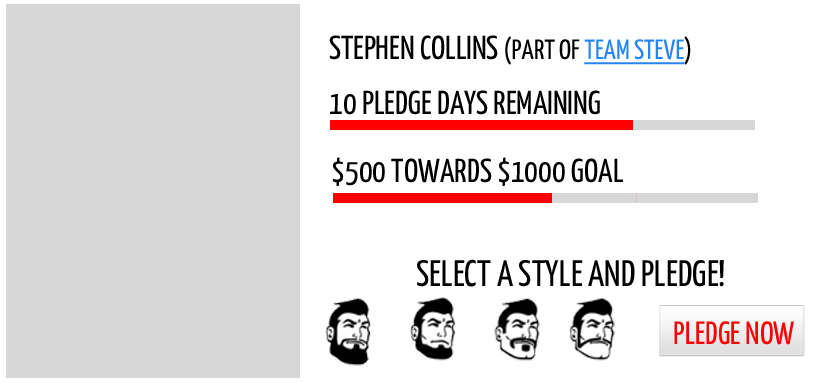 STEPHEN COLLINS (PART OF TEAM STEVE)
10 PLEDGE DAYS REMAINING
$500 TOWARDS $1000 GOAL
SELECT A STYLE AND PLEDGE!
PLEDGE NOW